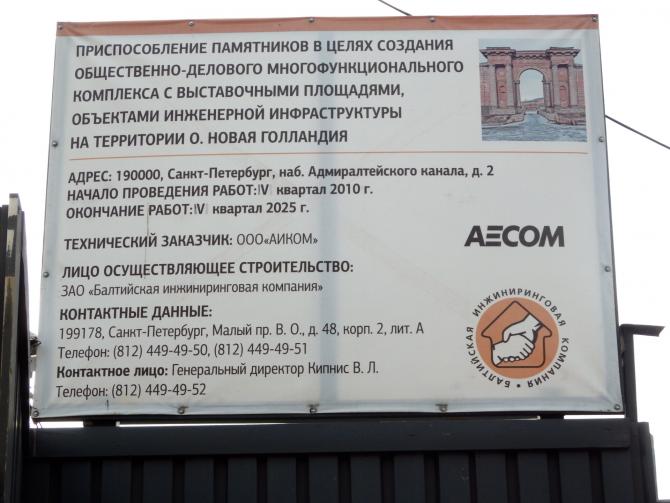 ПРИСПОСОБЛЕНИЕ ПАМЯТНИКОВ В ЦЕЛЯХ СОЗДАНИЯ
ОБЩЕСТВЕННО-ДЕЛОВОГО МНОГОФУНКЦИОНАЛЬНОГО
КОМПЛЕКСА С ВЫСТАВОЧНЫМИ ПЛОЩАДЯМИ,
ОБЪЕКТАМИ ИНЖЕНЕРНОЙ ИНФРАСТРУКТУРЫ
НА ТЕРРИТОРИИ О. НОВАЯ ГОЛЛАНДИЯ
АДРЕС: 190000, Санкт-Петербург, наб. Адмиралтейского канала, д. 2
НАЧАЛО ПРОВЕДЕНИЯ РАБОТ: IV квартал 2010 г.
ОКОНЧАНИЕ РАБОТ: IV квартал 2025 г.
ТЕХНИЧЕСКИЙ ЗАКАЗЧИК: ООО«АИКОМ»
AECOM
ЛИЦО ОСУЩЕСТВЛЯЮЩЕЕ СТРОИТЕЛЬСТВО:
ЗАО «Балтийская инжиниринговая компания»
КОНТАКТНЫЕ ДАННЫЕ:
199178, Санкт-Петербург, Малый пр. В. О., д. 48, корп. 2, лит. А
Телефон: (812) 449-49-50, (812) 449-49-51
Контактное лицо: Генеральный директор Кипнис В. Л.
Телефон: (812) 449-49-52
БАЛТИЙСКАЯ ИНЖИНИРИНГОВАЯ КОМПАНИЯ